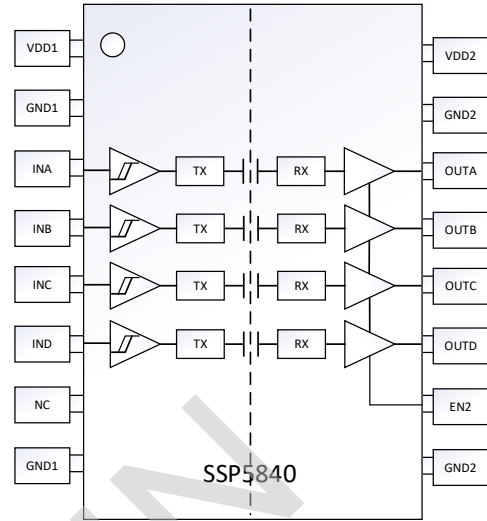 VDD1
VDD2
GND1
GND2
INA
TX
RX
OUTA
INB
TX
RX
OUTB
INC
TX
RX
OUTC
IND
TX
RX
OUTD
NC
EN2
GND1
GND2
SSP5840